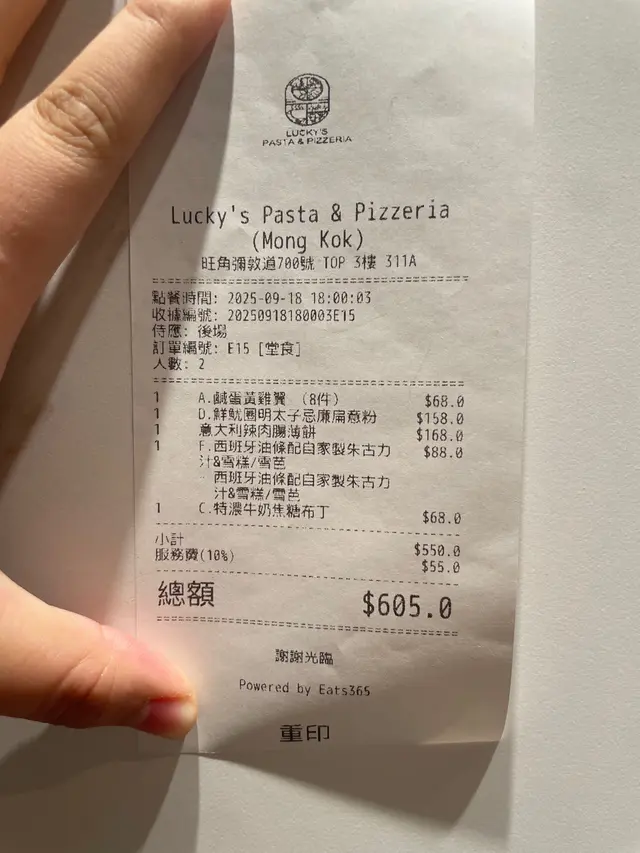 LUCKY'S
PASTA & PIZZERIA
Lucky's Pasta & Pizzeria
(Mong Kok)
旺角彌敦道700號 TOP 3樓 311A
點餐時間: 2025-09-18 18:00:03
收據編號: 20250918180003E15
侍應: 後場
訂單編號: E15 [堂食]
人數: 2
1 A.鹹蛋黃雞翼 (8件) $68.0
1 D.鮮魷圈明太子忌廉扁意粉 $158.0
1 意大利辣肉腸薄餅 $168.0
1 F.西班牙油條配自家製朱古力 $88.0
汁&雪糕/雪芭
西班牙油條配自家製朱古力
汁&雪糕/雪芭
1 C.特濃牛奶焦糖布丁 $68.0
小計 $550.0
服務費(10%) $55.0
總額 $605.0
謝謝光臨
Powered by Eats365
重印